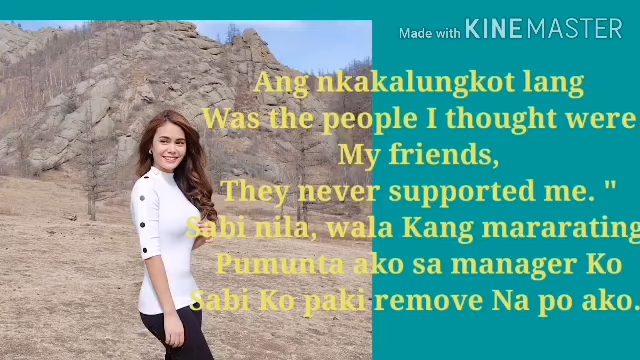 Made with KINEMASTER
Ang nkakalungkot lang
Was the people I thought were
My friends,
They never supported me. "
Sabi nila, wala Kang mararating
Pumunta ako sa manager Ko
Sabi Ko paki remove Na po ako.